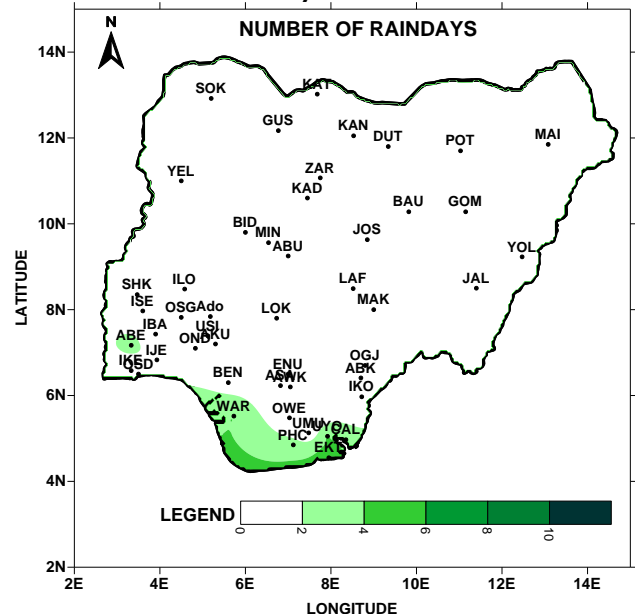 NUMBER OF RAINDAYS
N
14N
12N
10N
8N
6N
4N
2N
LATITUDE
KAT
SOK
GUS
KAN
DUT
POT
MAI
YEL
ZAR
KAD
BAU
GOM
BID
MIN
ABU
JOS
YOL
SHK
ISE
ILO
LAF
MAK
JAL
OSG
Ado
LOK
IBA
USI
AKU
OND
ABE
IJE
IKE
BEN
ENU
AWK
OGJ
ABK
IKO
WAR
OWE
UMU
UYO
CAL
PHC
EKT
LEGEND
0
2
4
6
8
10
2E
4E
6E
8E
10E
12E
14E
LONGITUDE